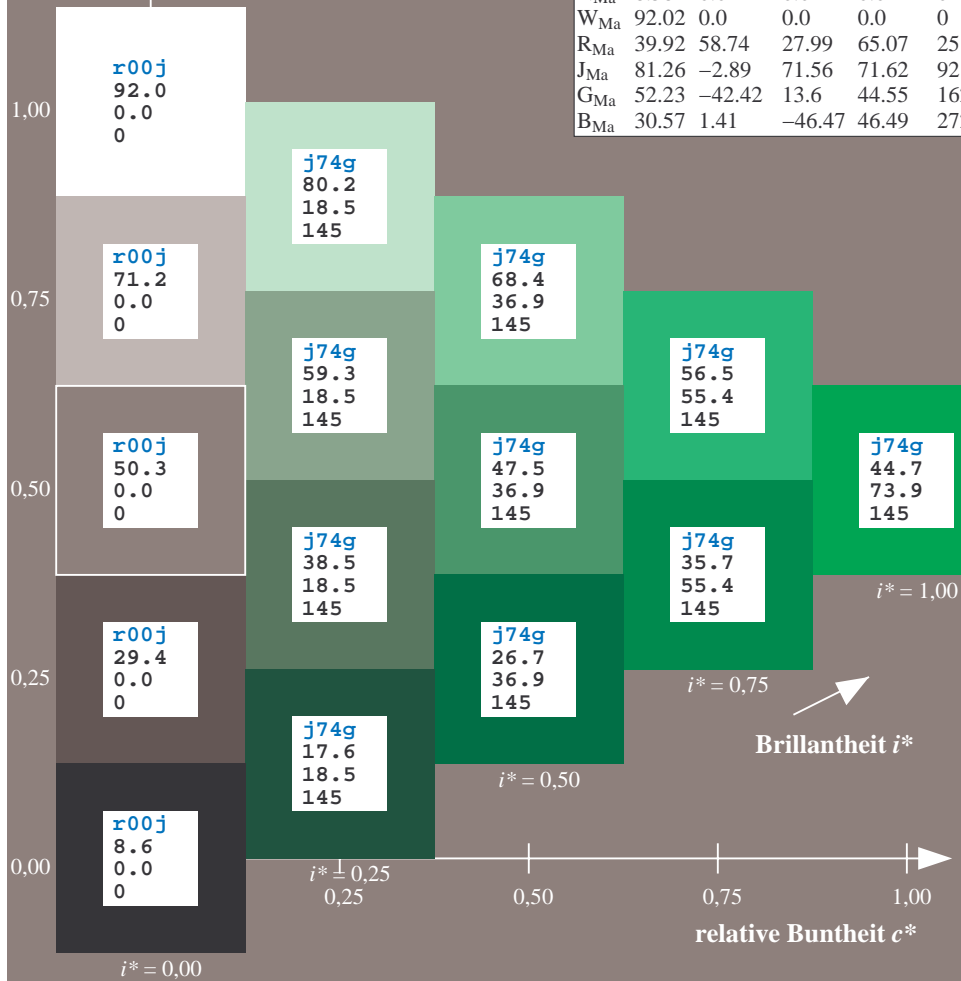 W_Ma 92.02 0.0 0.0 0.0 0
R_Ma 39.92 58.74 27.99 65.07
J_Ma 81.26 −2.89 71.56 71.62
G_Ma 52.23 −42.42 13.6 44.55
B_Ma 30.57 1.41 −46.47 46.49
1,00
r00j
92.0
0.0
0
j74g
80.2
18.5
145
0,75
r00j
71.2
0.0
0
j74g
68.4
36.9
145
j74g
59.3
18.5
145
j74g
56.5
55.4
145
0,50
r00j
50.3
0.0
0
j74g
47.5
36.9
145
j74g
44.7
73.9
145
j74g
38.5
18.5
145
j74g
35.7
55.4
145
i* = 1,00
0,25
r00j
29.4
0.0
0
j74g
26.7
36.9
145
i* = 0,75
j74g
17.6
18.5
145
Brillantheit i*
i* = 0,50
0,00
r00j
8.6
0.0
0
i* = 0,25
0,25 0,50 0,75 1,00
relative Buntheit c*
i* = 0,00